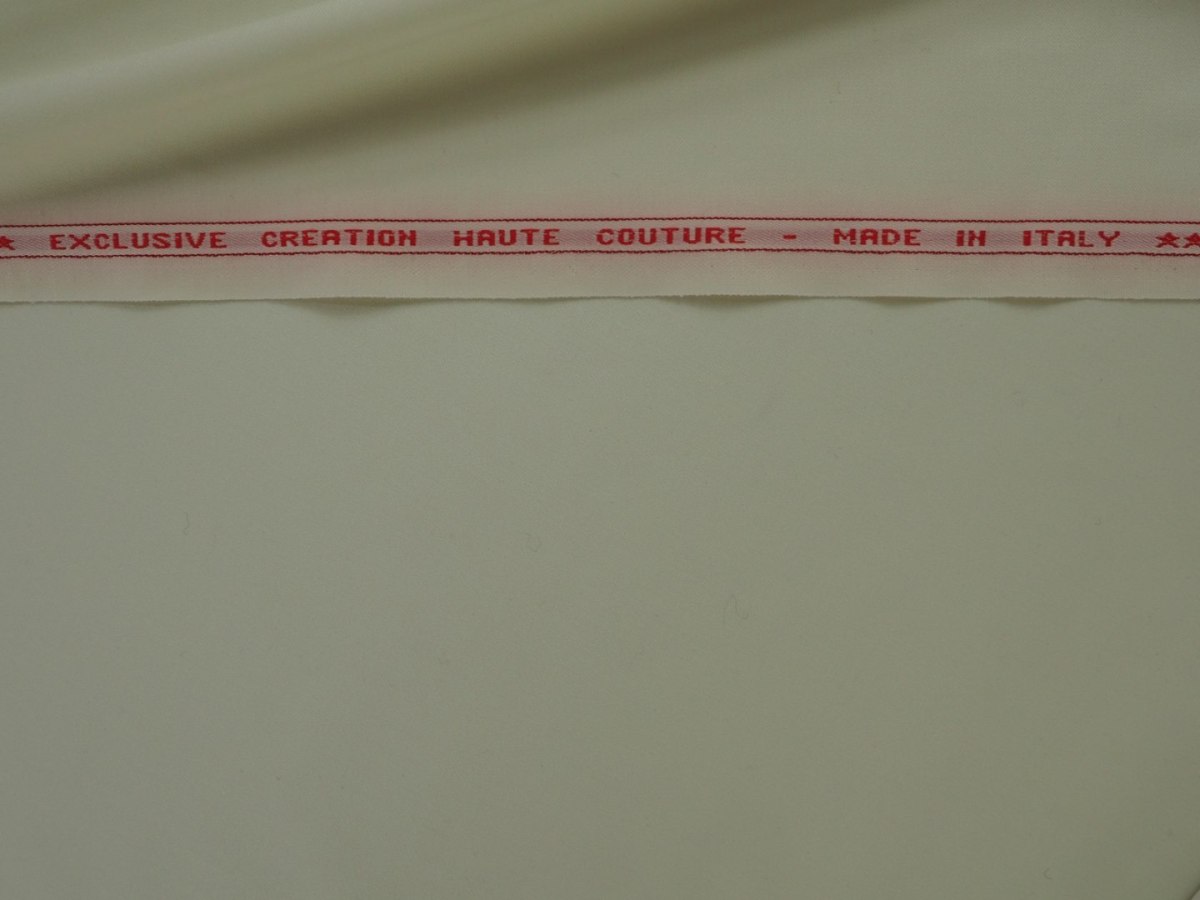 ★ EXCLUSIVE CREATION HAUTE COUTURE - MADE IN ITALY ★★